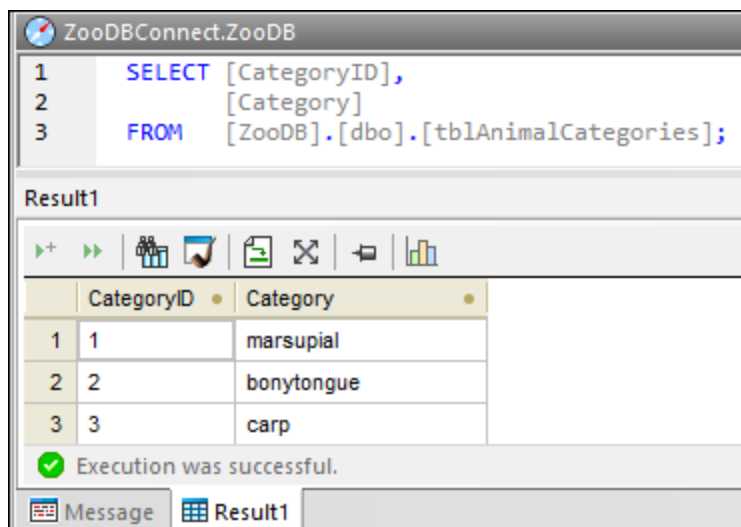 ZooDBConnect.ZooDB
1 SELECT [CategoryID],
2 [Category]
3 FROM [ZooDB].[dbo].[tblAnimalCategories];
Result1
CategoryID Category
1 1 marsupial
2 2 bonytongue
3 3 carp
Execution was successful.
Message Result1